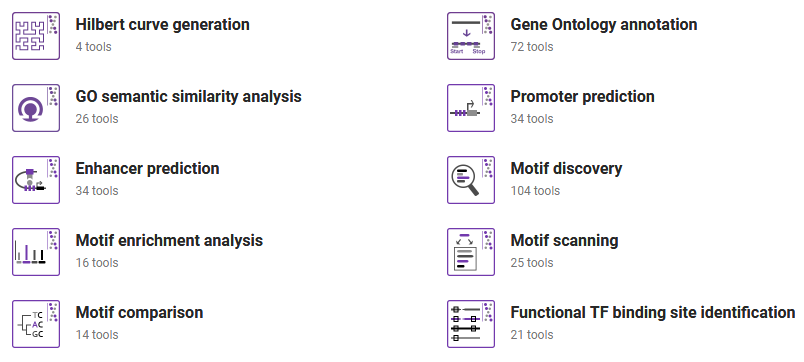 Hilbert curve generation
4 tools
Start Stop
Gene Ontology annotation
72 tools
GO semantic similarity analysis
26 tools
Promoter prediction
34 tools
Enhancer prediction
34 tools
Motif discovery
104 tools
Motif enrichment analysis
16 tools
Motif scanning
25 tools
TC
AC
GC
Motif comparison
14 tools
Functional TF binding site identification
21 tools